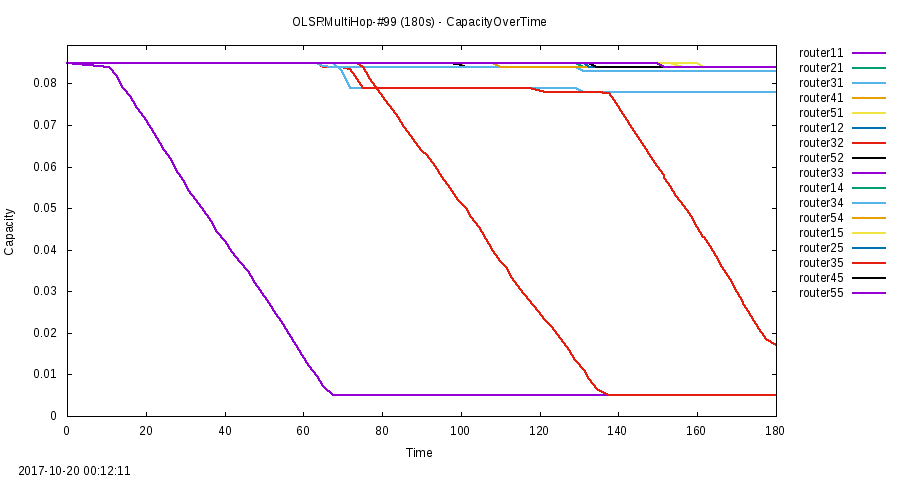 OLSRMultiHop-#99 (180s) - CapacityOverTime
router11
router21
router31
router41
router51
router12
router32
router52
router33
router14
router34
router54
router15
router25
router35
router45
router55
Capacity
0.08
0.07
0.06
0.05
0.04
0.03
0.02
0.01
0
0 20 40 60 80 100 120 140 160 180
Time
2017-10-20 00:12:11